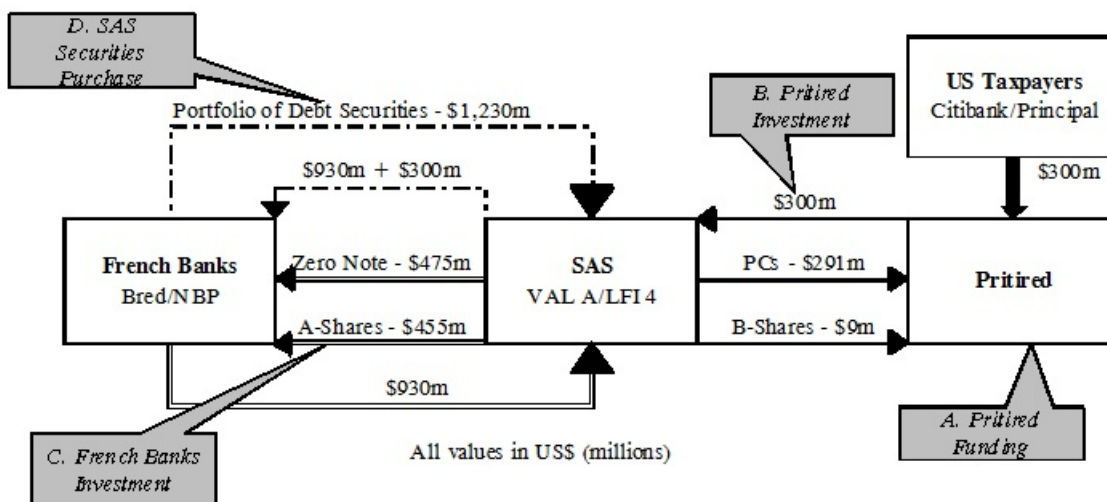 D. SAS
Securities
Purchase
US Taxpayers
Citibank/Principal
B. Pritired
Investment
Portfolio of Debt Securities - $1,230m
$300m
$930m + $300m
$300m
French Banks
Bred/NBP
Zero Note - $475m
SAS
VAL A/LFI 4
PCs - $291m
Pritired
A-Shares - $455m
B-Shares - $9m
$930m
C. French Banks
Investment
All values in US$ (millions)
A. Pritired
Funding